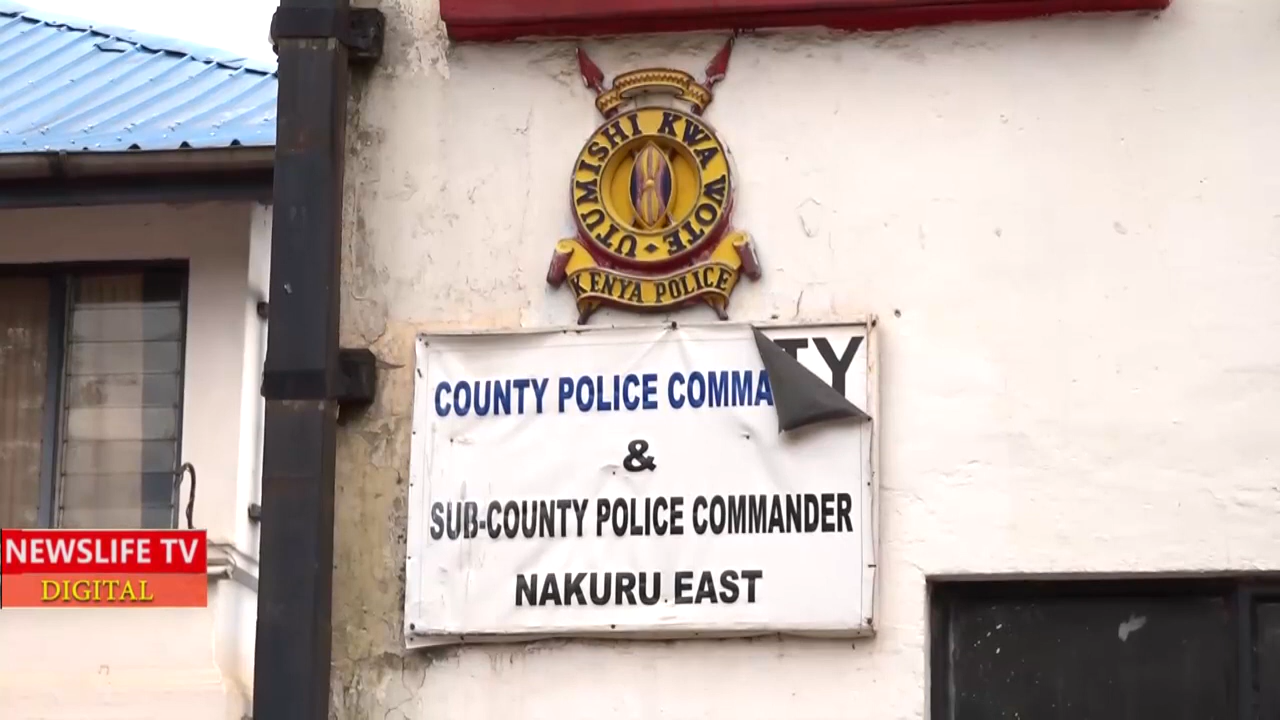 UTUMISHI KWA WOTE
KENYA POLICE
TY
COUNTY POLICE COMMA
&
SUB-COUNTY POLICE COMMANDER
NAKURU EAST
NEWSLIFE TV
DIGITAL